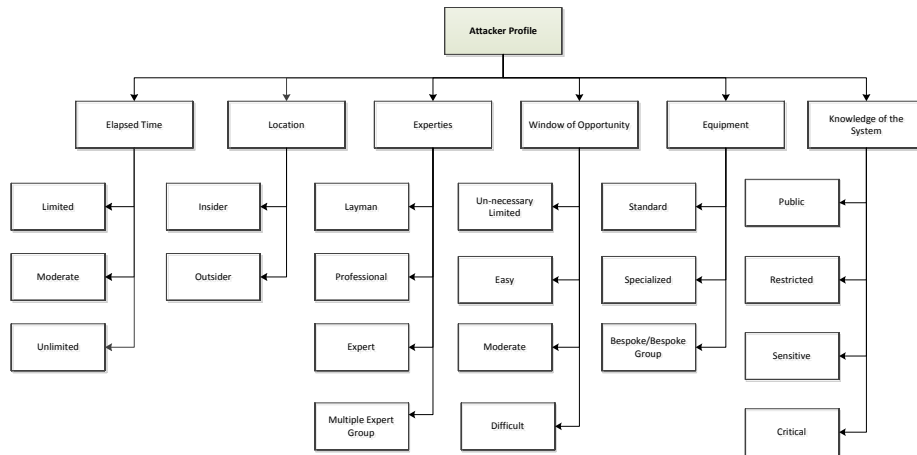 Attacker Profile
Elapsed Time
Location
Experties
Window of Opportunity
Equipment
Knowledge of the
System
Limited
Moderate
Unlimited
Insider
Outsider
Layman
Professional
Expert
Multiple Expert
Group
Un-necessary
Limited
Easy
Moderate
Difficult
Standard
Specialized
Bespoke/Bespoke
Group
Public
Restricted
Sensitive
Critical